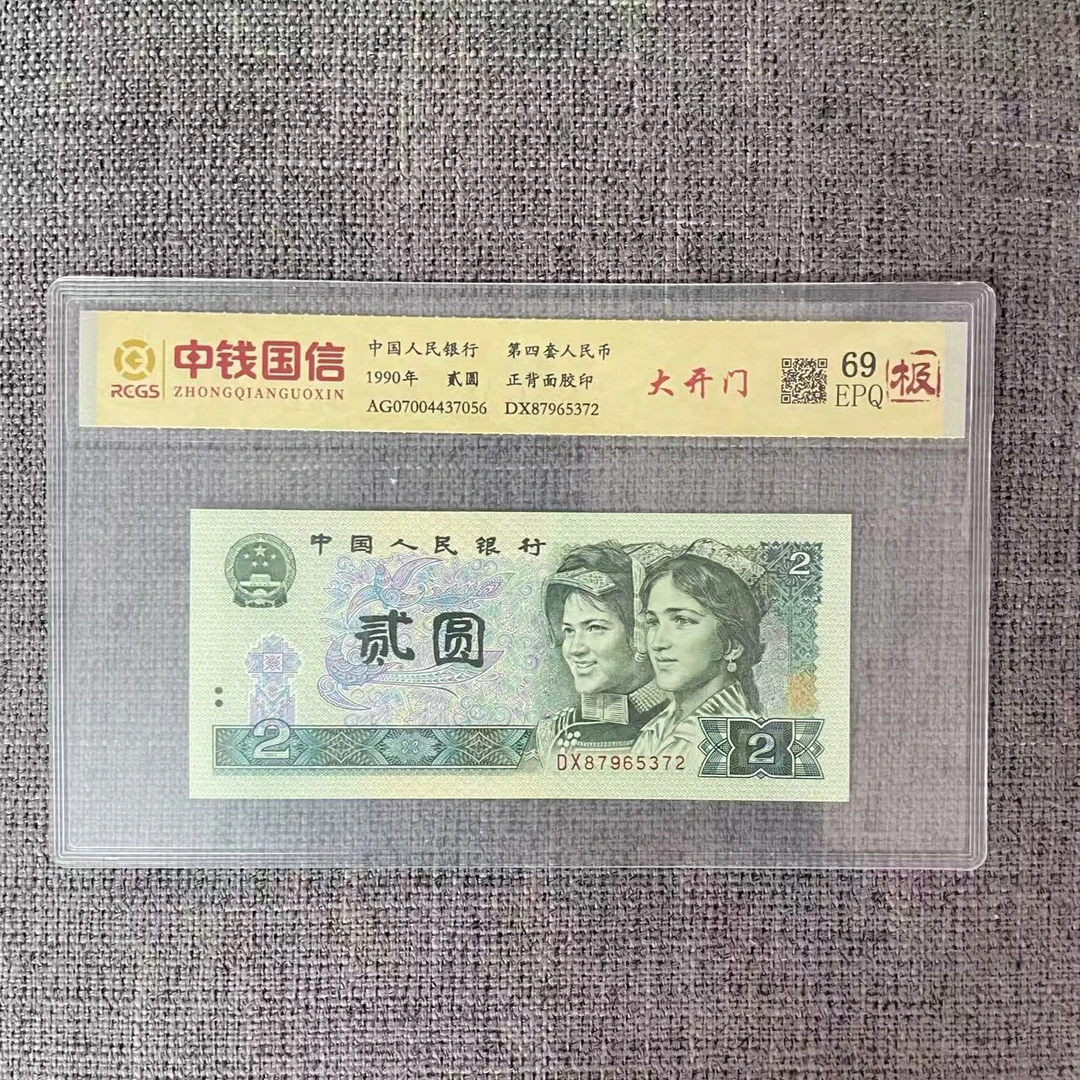 RCGS
中钱国信
ZHONGQIANGUOXIN
中国人民银行 第四套人民币
1990年 贰圆 正背面胶印
AG07004437056 DX87965372
大开门
69
EPQ
一板
中国人民银行
贰圆
2
2
DX87965372
2